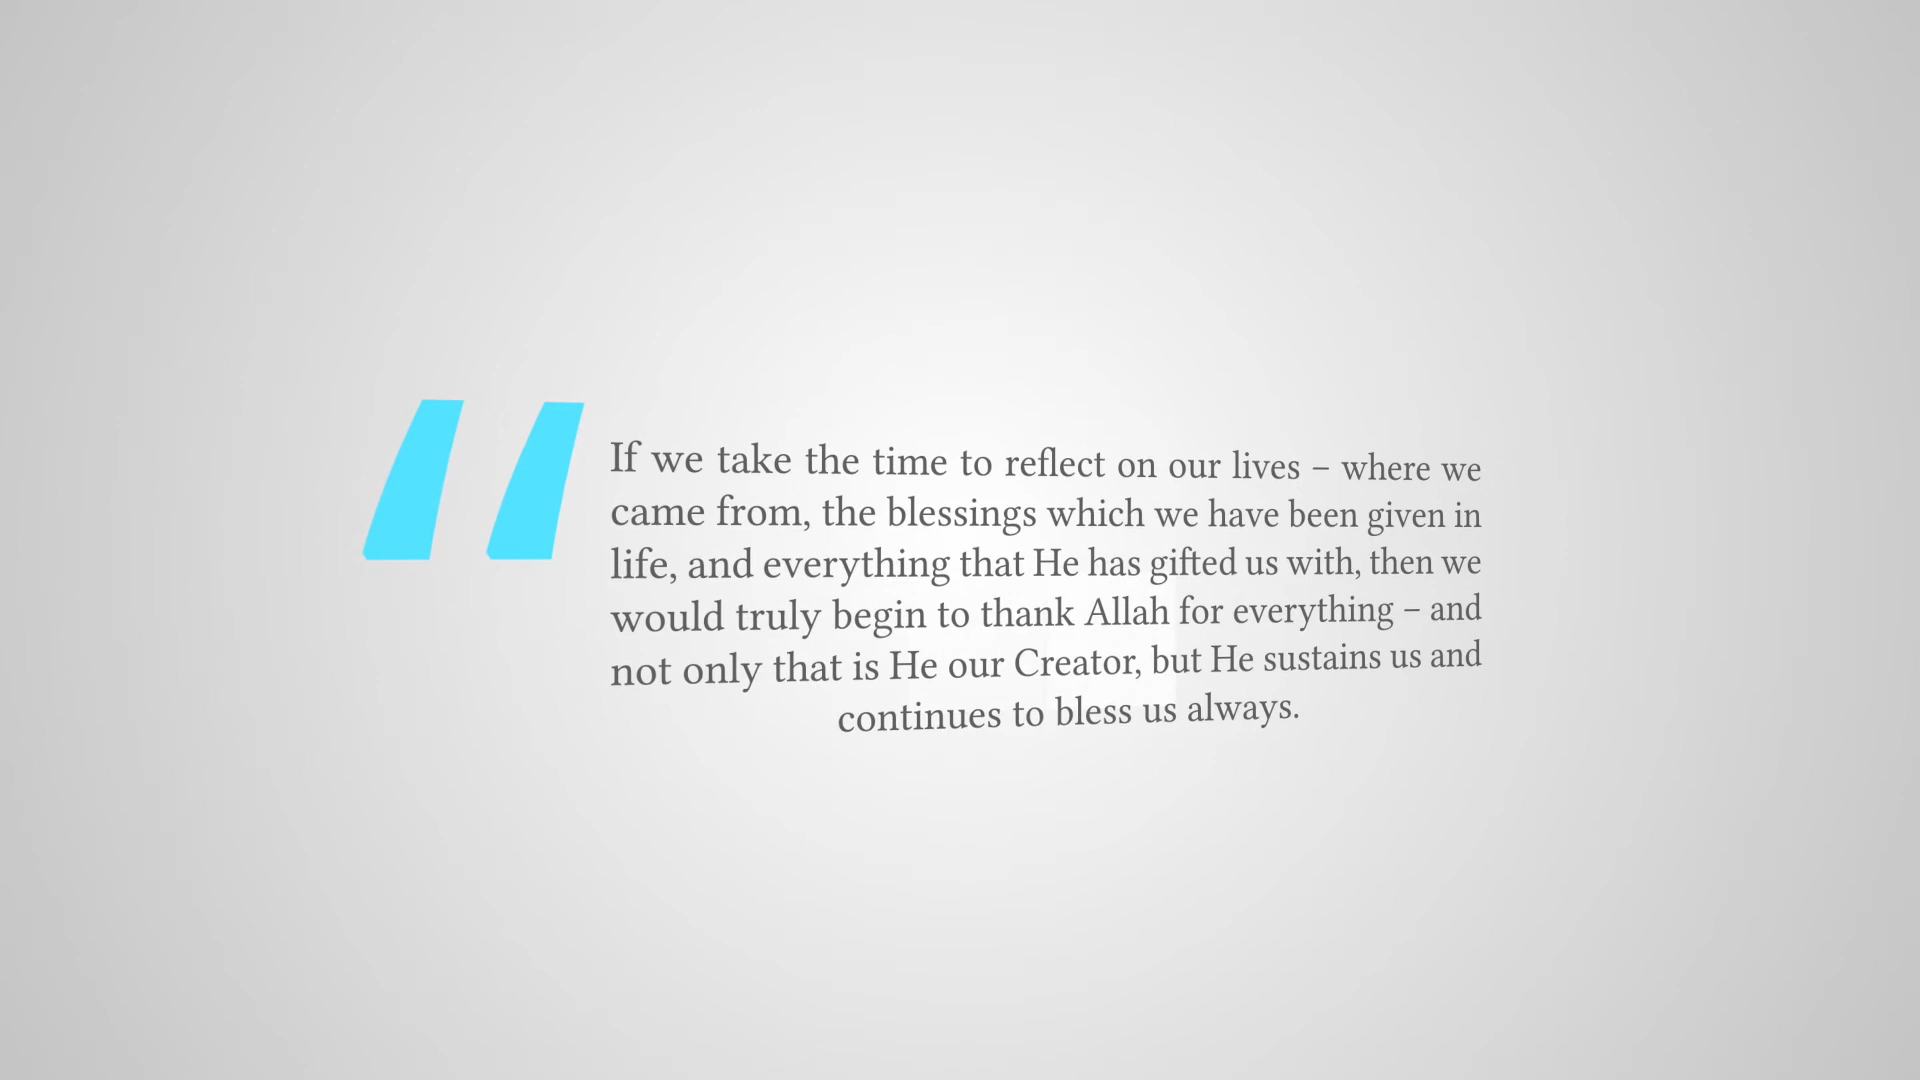 “
If we take the time to reflect on our lives – where we
came from, the blessings which we have been given in
life, and everything that He has gifted us with, then we
would truly begin to thank Allah for everything – and
not only that is He our Creator, but He sustains us and
continues to bless us always.